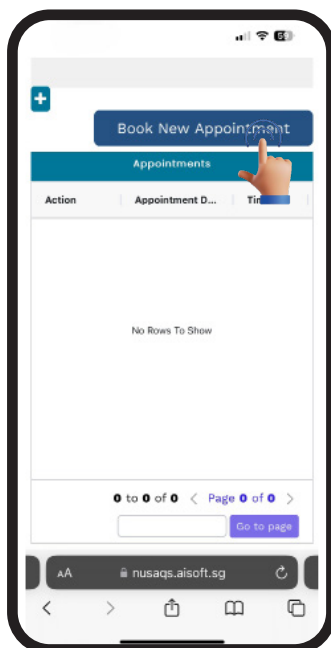 +
Book New Appointment
Appointments
Action Appointment D... Tim
No Rows To Show
0 to 0 of 0 < Page 0 of 0 >
Go to page
AA nusaqs.aisoft.sg